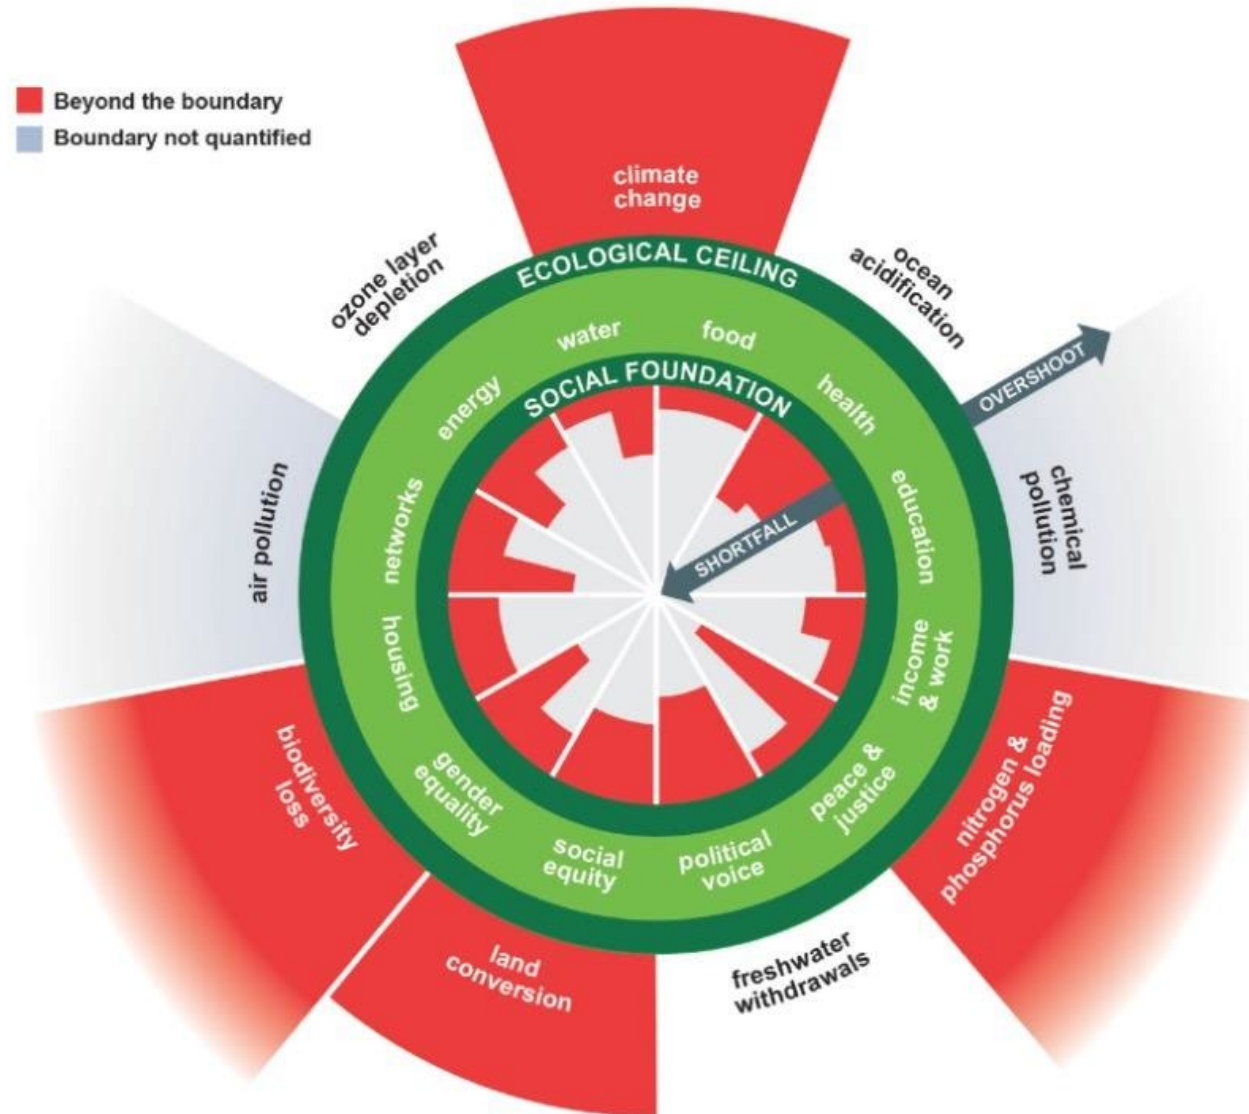 Beyond the boundary
Boundary not quantified
climate
change
ozone layer
depletion
ECOLOGICAL CEILING
ocean
acidification
water
food
energy
SOCIAL FOUNDATION
health
OVERSHOOT
air pollution
networks
SHORTFALL
education
chemical
pollution
housing
income
& work
biodiversity
loss
gender
equality
social
equity
political
voice
peace &
justice
nitrogen &
phosphorus loading
land
conversion
freshwater
withdrawals